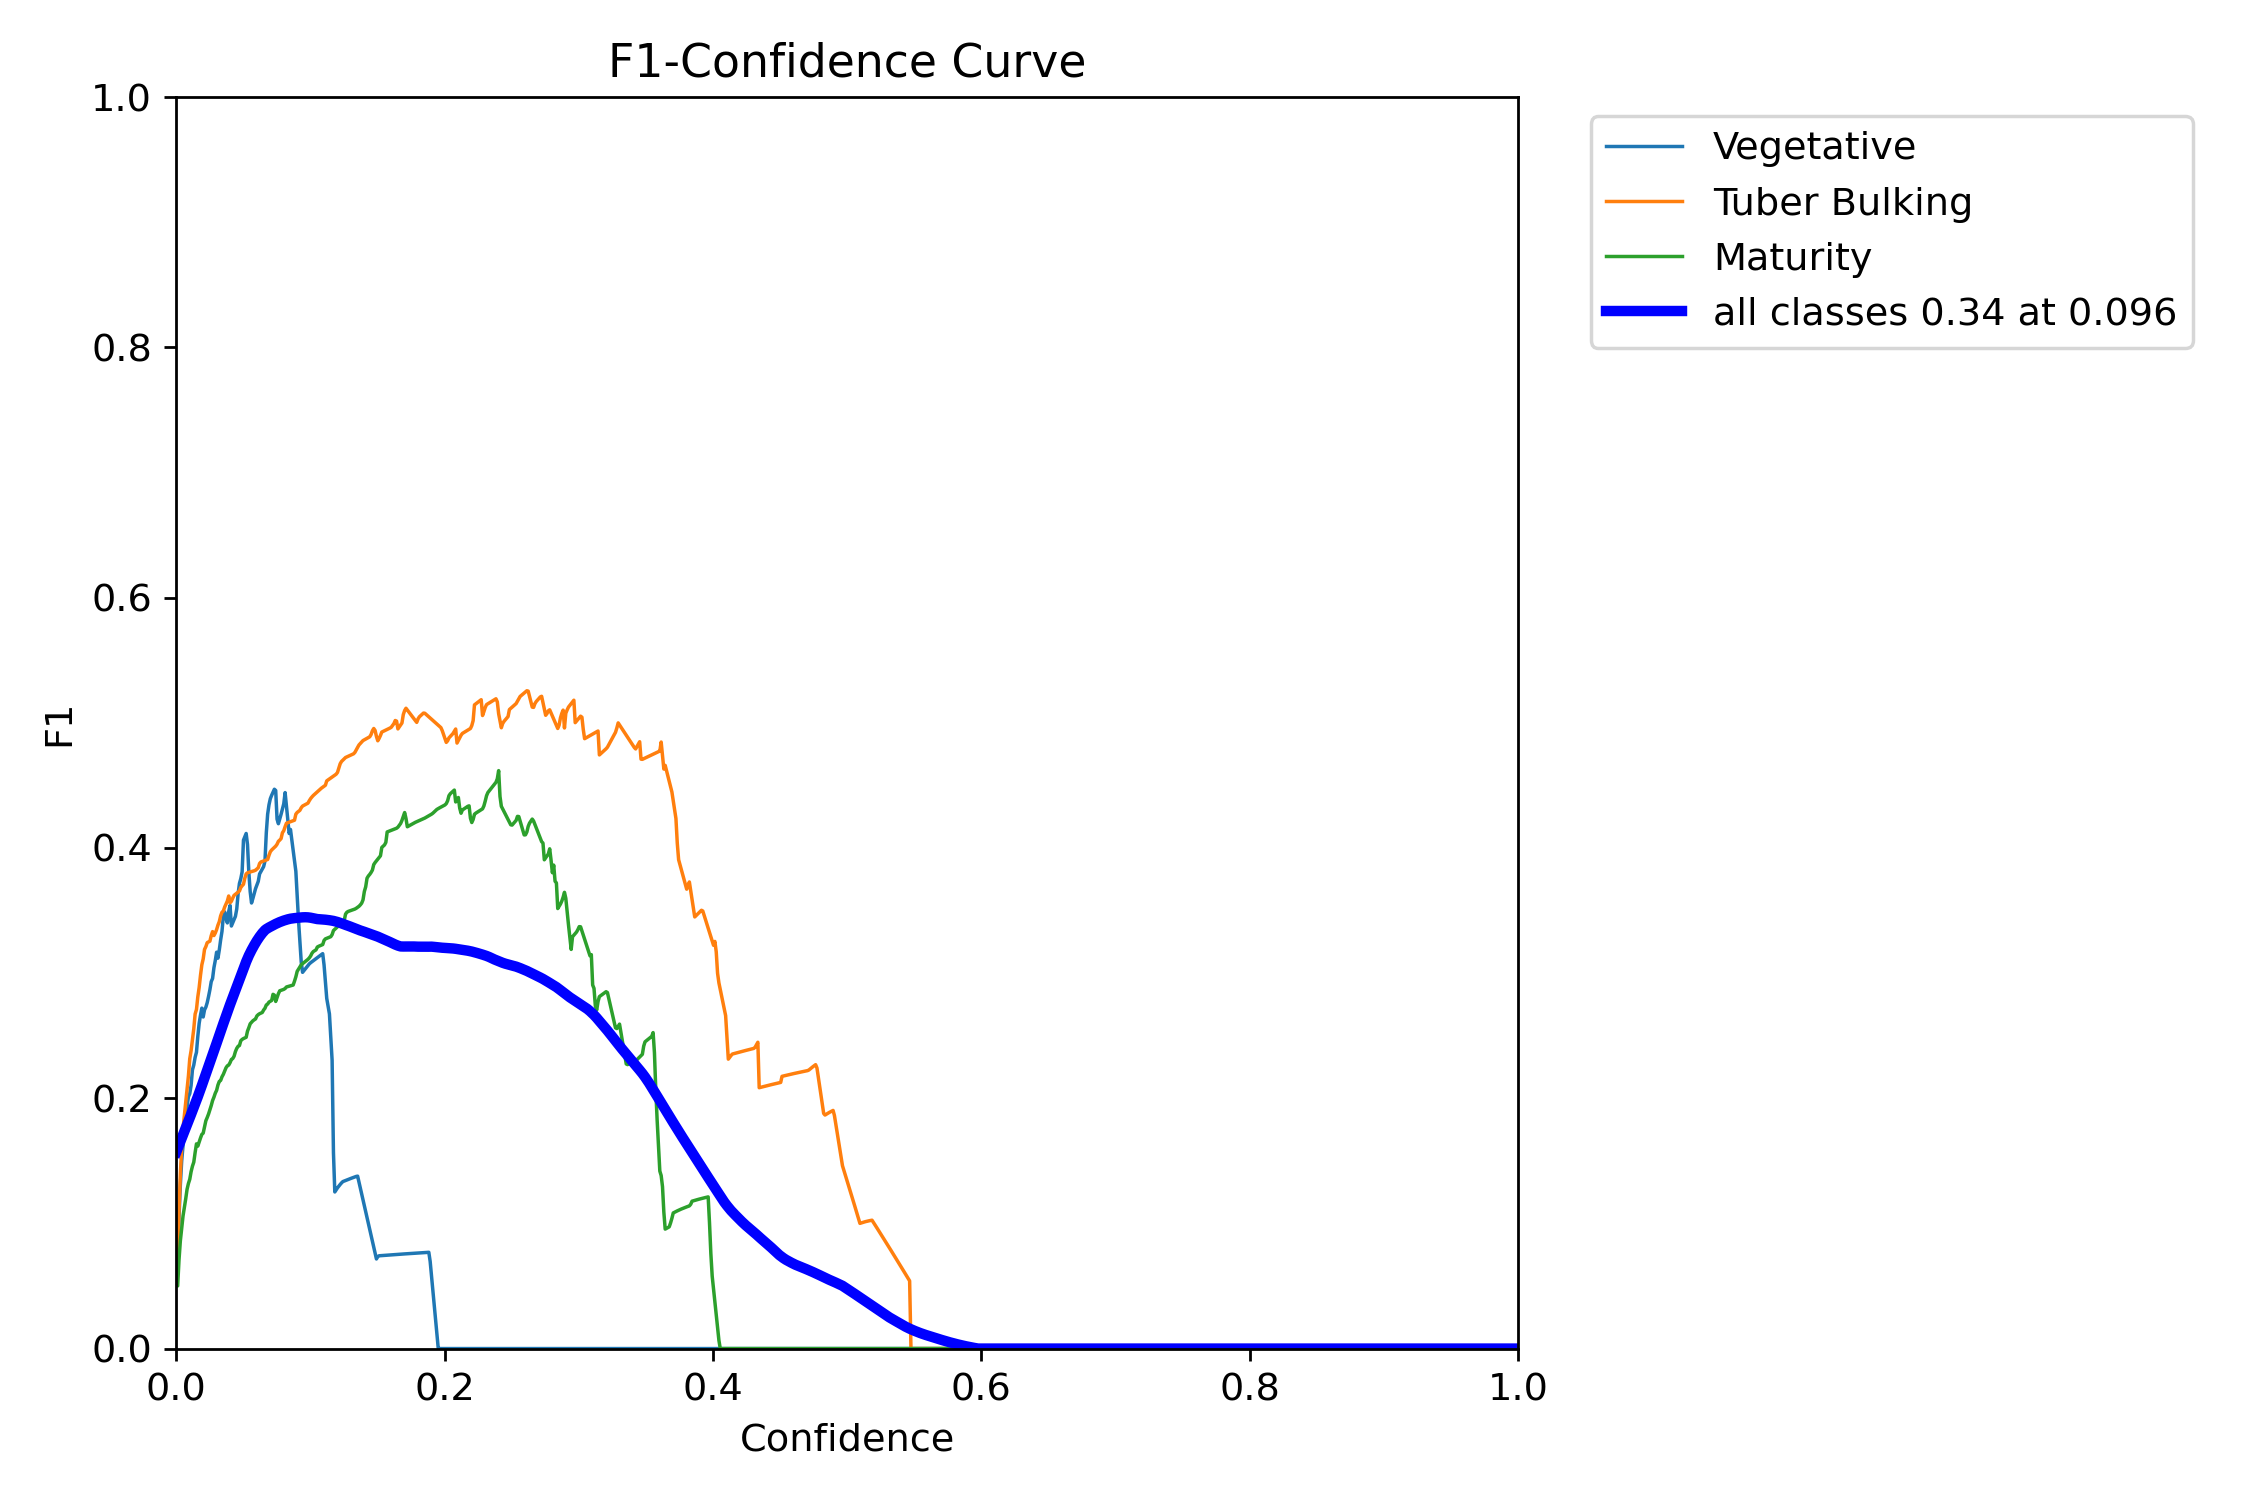 F1-Confidence Curve
1.0
0.8
0.6
0.4
0.2
0.0
F1
0.0 0.2 0.4 0.6 0.8 1.0
Confidence
Vegetative
Tuber Bulking
Maturity
all classes 0.34 at 0.096